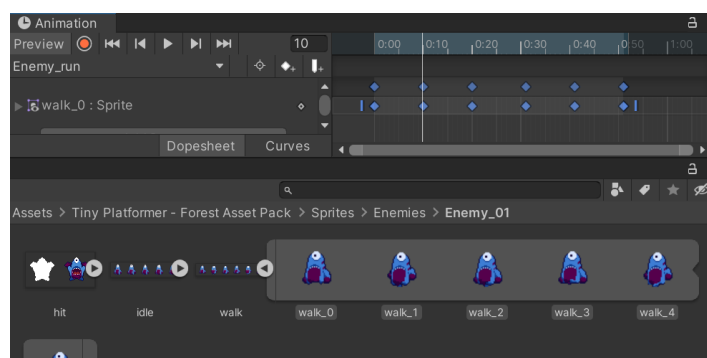 Animation
Preview 10 0:00 0:10 0:20 0:30 0:40 0:50 1:00
Enemy_run
walk_0 : Sprite
Dopesheet Curves
Assets > Tiny Platformer - Forest Asset Pack > Sprites > Enemies > Enemy_01
hit idle walk walk_0 walk_1 walk_2 walk_3 walk_4